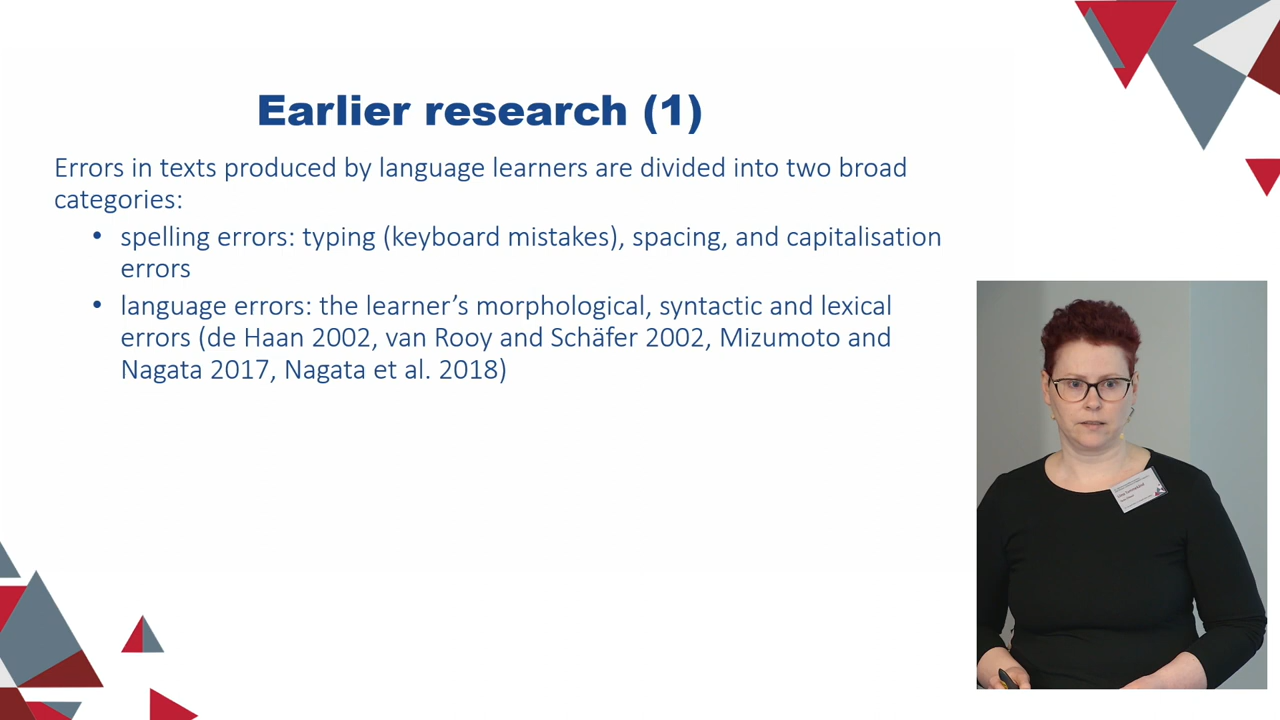 Earlier research (1)
Errors in texts produced by language learners are divided into two broad
categories:
• spelling errors: typing (keyboard mistakes), spacing, and capitalisation
errors
• language errors: the learner’s morphological, syntactic and lexical
errors (de Haan 2002, van Rooy and Schäfer 2002, Mizumoto and
Nagata 2017, Nagata et al. 2018)